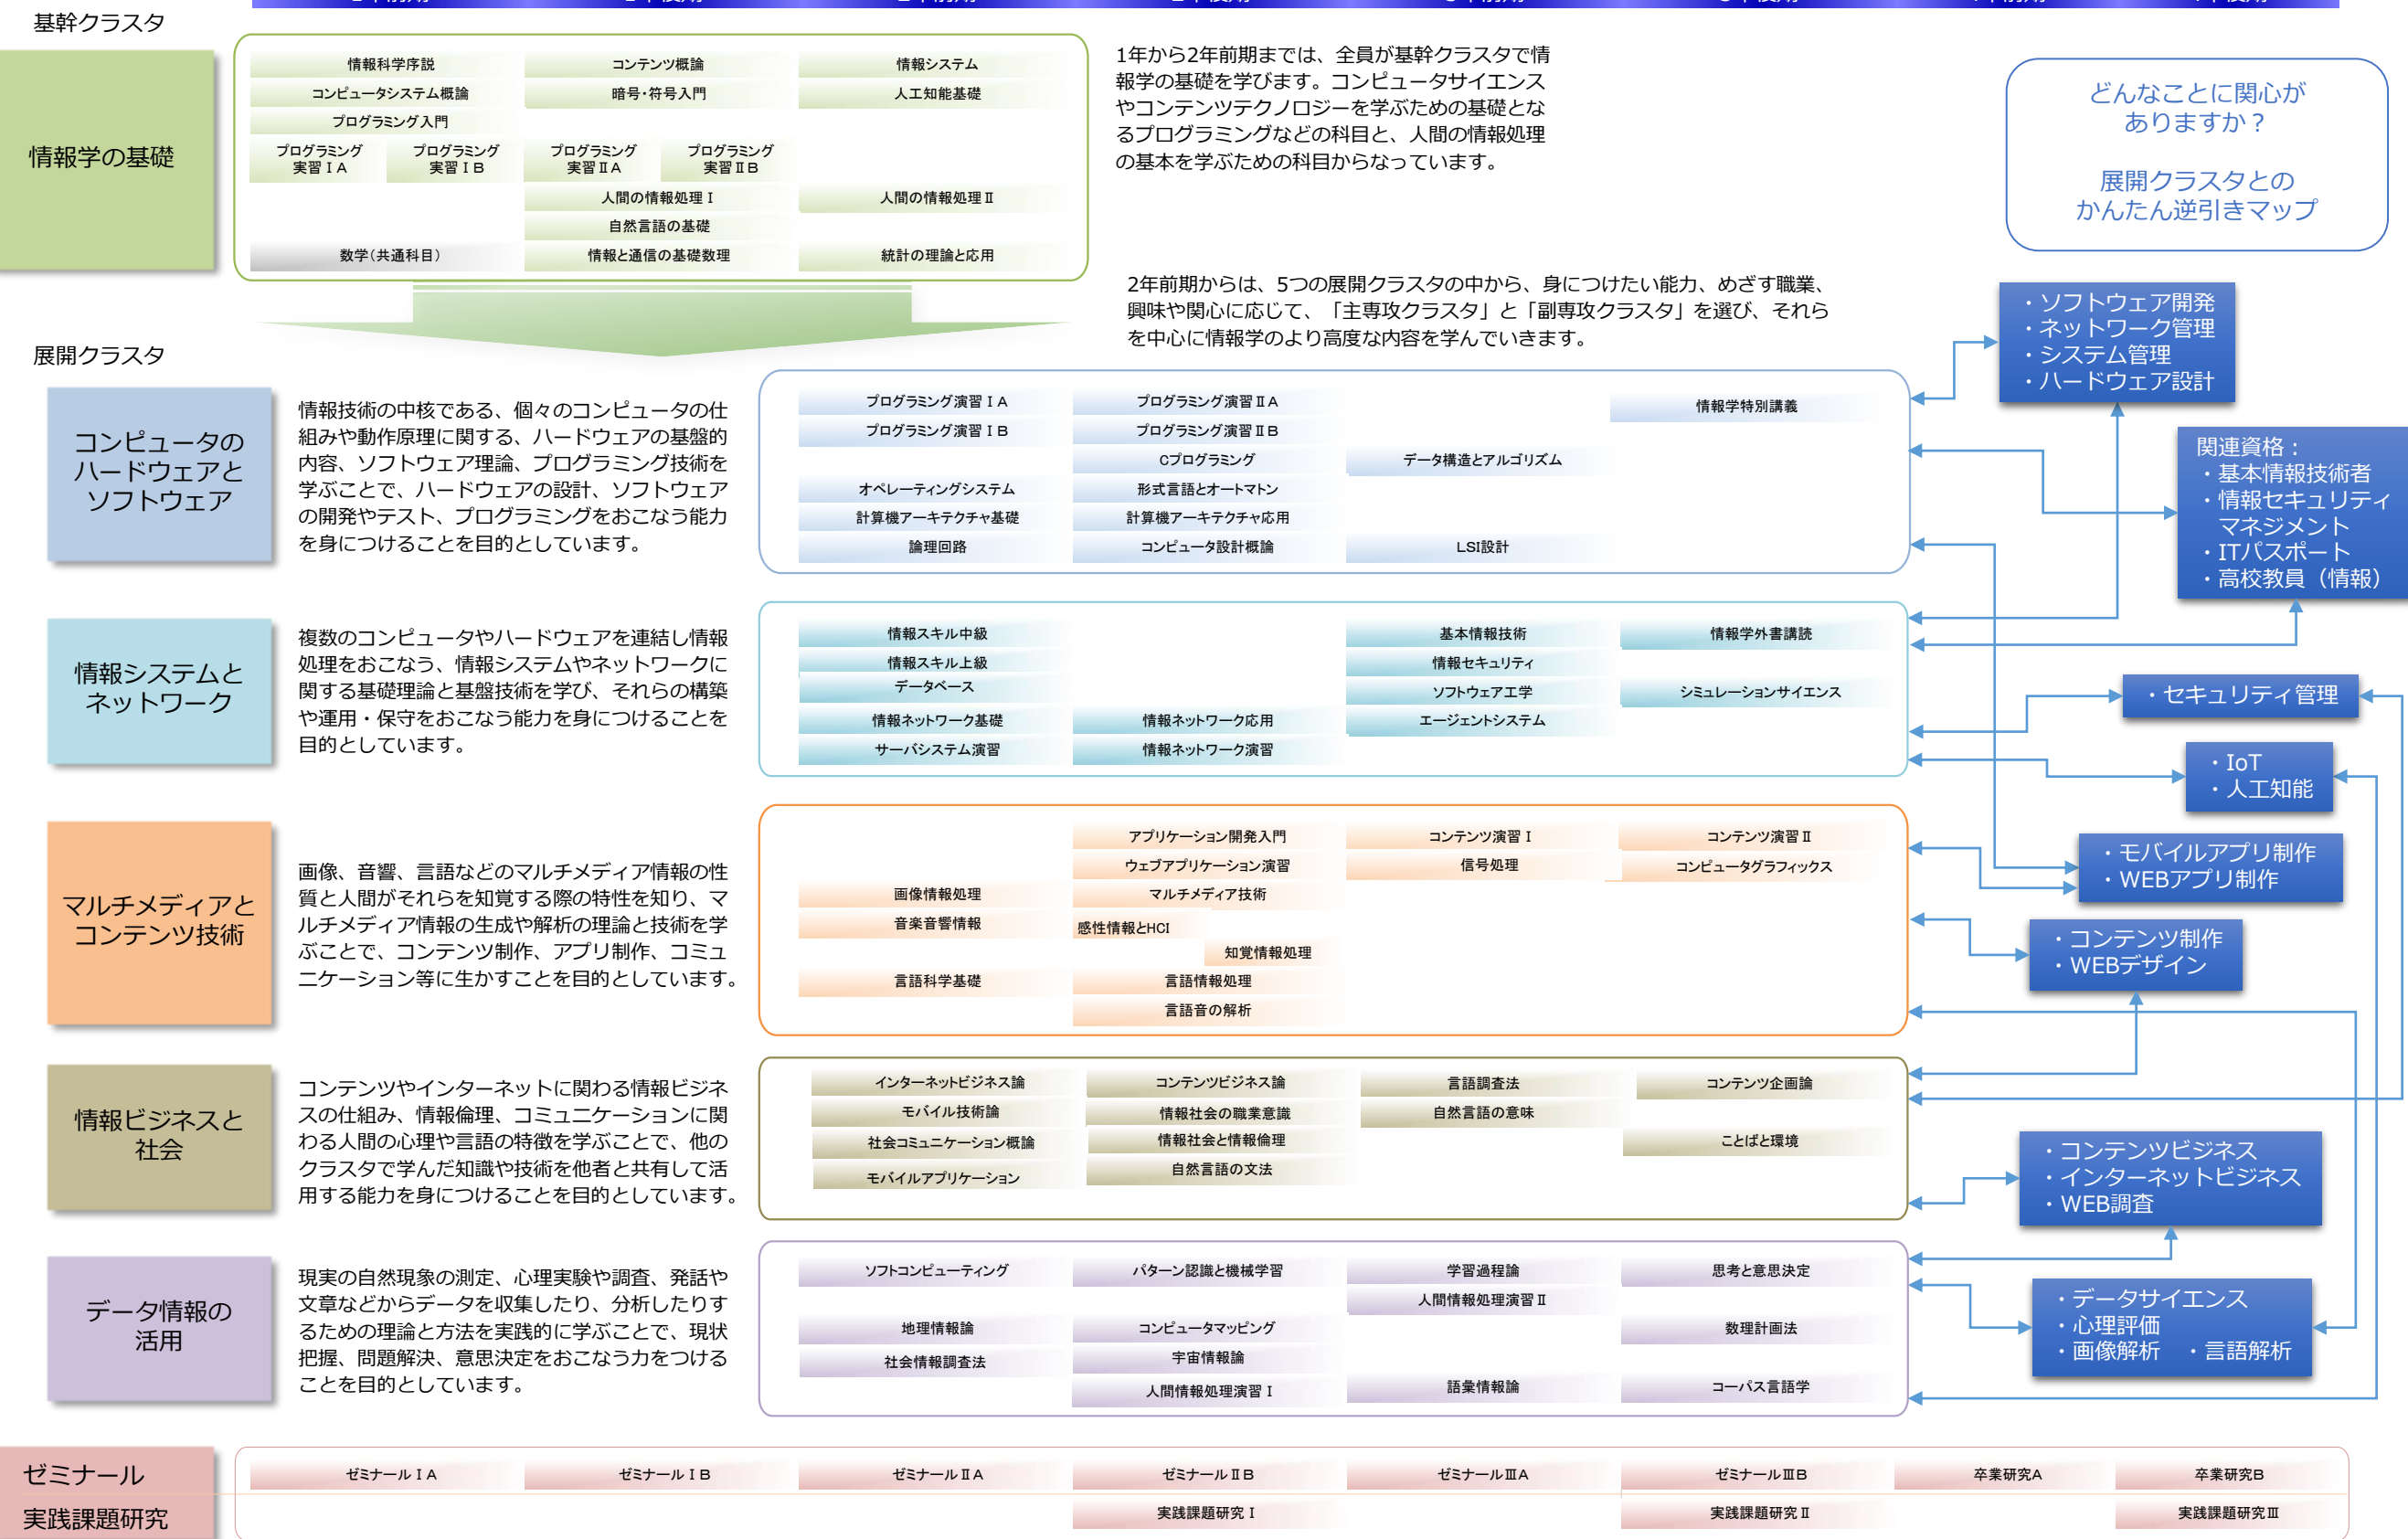 基幹クラスタ
情報学の基礎
情報科学序説
コンテンツ概論
情報システム
コンピュータシステム概論
暗号・符号入門
人工知能基礎
プログラミング入門
プログラミング
実習ⅠA
プログラミング
実習ⅠB
プログラミング
実習ⅡA
プログラミング
実習ⅡB
人間の情報処理Ⅰ
人間の情報処理Ⅱ
自然言語の基礎
数学(共通科目)
情報と通信の基礎数理
統計の理論と応用
1年から2年前期までは、全員が基幹クラスタで情
報学の基礎を学びます。コンピュータサイエンス
やコンテンツテクノロジーを学ぶための基礎とな
るプログラミングなどの科目と、人間の情報処理
の基本を学ぶための科目からなっています。
どんなことに関心が
ありますか?
展開クラスタとの
かんたん逆引きマップ
2年前期からは、5つの展開クラスタの中から、身につけたい能力、めざす職業、
興味や関心に応じて、「主専攻クラスタ」と「副専攻クラスタ」を選び、それら
を中心に情報学のより高度な内容を学んでいきます。
展開クラスタ
コンピュータの
ハードウェアと
ソフトウェア
情報技術の中核である、個々のコンピュータの仕
組みや動作原理に関する、ハードウェアの基盤的
内容、ソフトウェア理論、プログラミング技術を
学ぶことで、ハードウェアの設計、ソフトウェア
の開発やテスト、プログラミングをおこなう能力
を身につけることを目的としています。
プログラミング演習ⅠA
プログラミング演習ⅡA
情報学特別講義
プログラミング演習ⅠB
プログラミング演習ⅡB
Cプログラミング
データ構造とアルゴリズム
オペレーティングシステム
形式言語とオートマトン
計算機アーキテクチャ基礎
計算機アーキテクチャ応用
論理回路
コンピュータ設計概論
LSI設計
・ソフトウェア開発
・ネットワーク管理
・システム管理
・ハードウェア設計
関連資格:
・基本情報技術者
・情報セキュリティ
マネジメント
・ITパスポート
・高校教員(情報)
情報システムと
ネットワーク
複数のコンピュータやハードウェアを連結し情報
処理をおこなう、情報システムやネットワークに
関する基礎理論と基盤技術を学び、それらの構築
や運用・保守をおこなう能力を身につけることを
目的としています。
情報スキル中級
基本情報技術
情報学外書講読
情報スキル上級
情報セキュリティ
データベース
ソフトウェア工学
シミュレーションサイエンス
情報ネットワーク基礎
情報ネットワーク応用
エージェントシステム
サーバシステム演習
情報ネットワーク演習
・セキュリティ管理
・IoT
・人工知能
マルチメディアと
コンテンツ技術
画像、音響、言語などのマルチメディア情報の性
質と人間がそれらを知覚する際の特性を知り、マ
ルチメディア情報の生成や解析の理論と技術を学
ぶことで、コンテンツ制作、アプリ制作、コミュ
ニケーション等に生かすことを目的としています。
アプリケーション開発入門
コンテンツ演習Ⅰ
コンテンツ演習Ⅱ
ウェブアプリケーション演習
信号処理
コンピュータグラフィックス
画像情報処理
マルチメディア技術
音楽音響情報
感性情報とHCI
知覚情報処理
言語科学基礎
言語情報処理
言語音の解析
・モバイルアプリ制作
・WEBアプリ制作
・コンテンツ制作
・WEBデザイン
情報ビジネスと
社会
コンテンツやインターネットに関わる情報ビジネ
スの仕組み、情報倫理、コミュニケーションに関
わる人間の心理や言語の特徴を学ぶことで、他の
クラスタで学んだ知識や技術を他者と共有して活
用する能力を身につけることを目的としています。
インターネットビジネス論
コンテンツビジネス論
言語調査法
コンテンツ企画論
モバイル技術論
情報社会の職業意識
自然言語の意味
社会コミュニケーション概論
情報社会と情報倫理
ことばと環境
モバイルアプリケーション
自然言語の文法
・コンテンツビジネス
・インターネットビジネス
・WEB調査
データ情報の
活用
現実の自然現象の測定、心理実験や調査、発話や
文章などからデータを収集したり、分析したりす
るための理論と方法を実践的に学ぶことで、現状
把握、問題解決、意思決定をおこなう力をつける
ことを目的としています。
ソフトコンピューティング
パターン認識と機械学習
学習過程論
思考と意思決定
人間情報処理演習Ⅱ
地理情報論
コンピュータマッピング
数理計画法
社会情報調査法
宇宙情報論
人間情報処理演習Ⅰ
語彙情報論
コーパス言語学
・データサイエンス
・心理評価
・画像解析 ・言語解析
ゼミナール
実践課題研究
ゼミナールⅠA
ゼミナールⅠB
ゼミナールⅡA
ゼミナールⅡB
ゼミナールⅢA
ゼミナールⅢB
卒業研究A
卒業研究B
実践課題研究Ⅰ
実践課題研究Ⅱ
実践課題研究Ⅲ